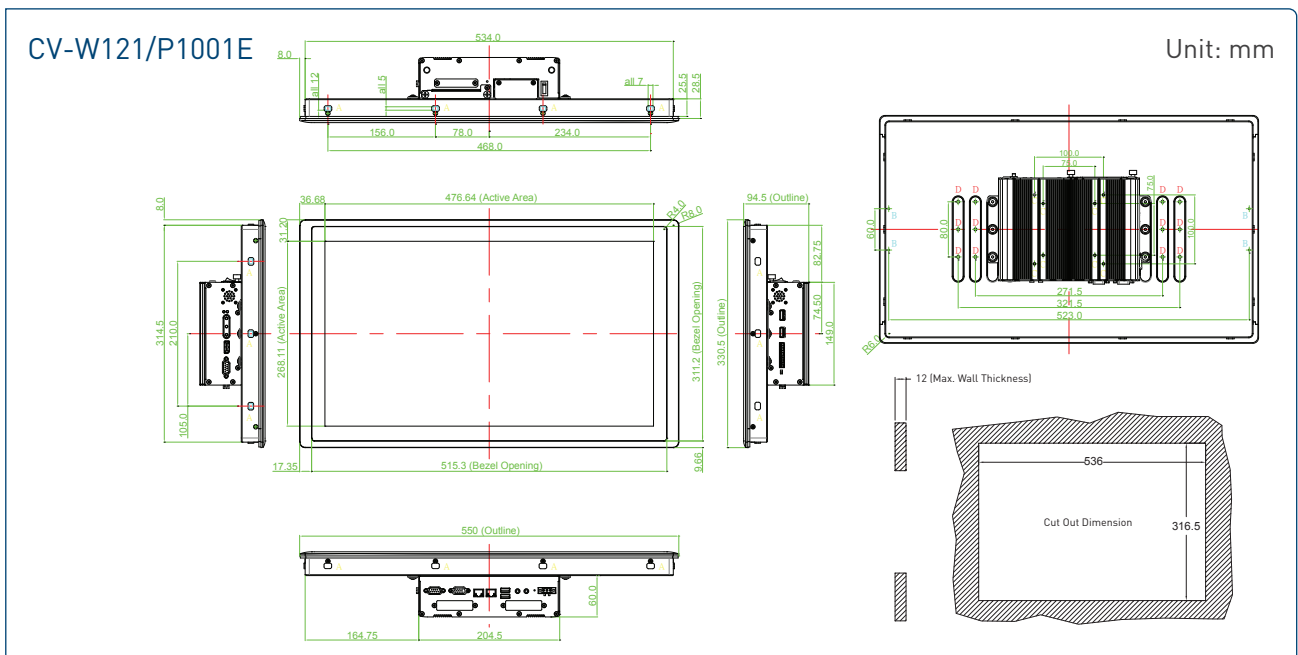 CV-W121/P1001E
Unit: mm
534.0
8.0
all 12
all 5
all 7
25.5
28.5
A
A
A
A
156.0
78.0
234.0
468.0
36.68
476.64 (Active Area)
94.5 (Outline)
8.0
31.20
R4.0
R8.0
82.75
314.5
210.0
105.0
A
A
A
268.11 (Active Area)
311.2 (Bezel Opening)
330.5 (Outline)
A
A
A
74.50
149.0
17.35
515.3 (Bezel Opening)
9.66
550 (Outline)
A
A
A
A
60.0
164.75
204.5
100.0
75.0
75.0
100.0
D D D D
D D D D
D D D D
B
B
B
B
60.0
80.0
271.5
321.5
523.0
R6.0
12 (Max. Wall Thickness)
536
Cut Out Dimension
316.5